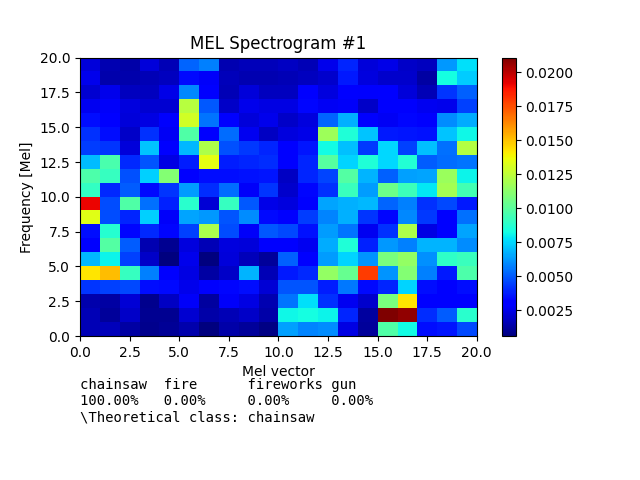 MEL Spectrogram #1
20.0
17.5
15.0
12.5
10.0
7.5
5.0
2.5
0.0
Frequency [Mel]
0.0 2.5 5.0 7.5 10.0 12.5 15.0 17.5 20.0
Mel vector
0.0200
0.0175
0.0150
0.0125
0.0100
0.0075
0.0050
0.0025
chainsaw fire fireworks gun
100.00% 0.00% 0.00% 0.00%
\Theoretical class: chainsaw